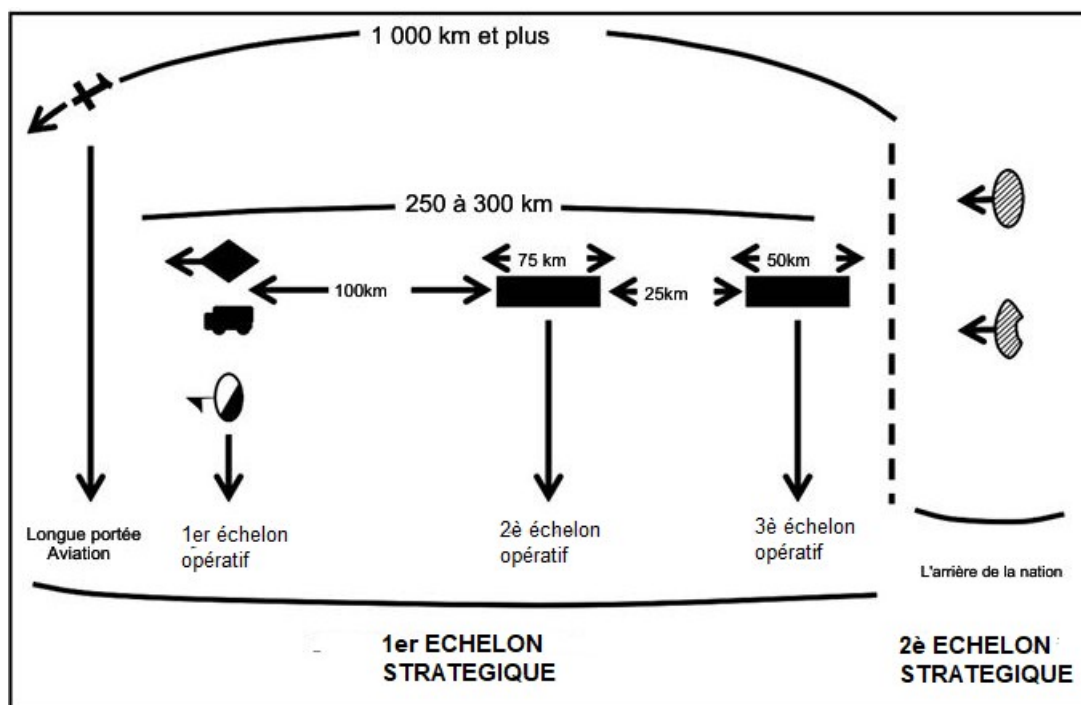 1 000 km et plus
250 à 300 km
75 km
50km
100km
25km
Longue portée
Aviation
1er échelon
opératif
2è échelon
opératif
3è échelon
opératif
L'arrière de la nation
1er ECHELON
STRATEGIQUE
2è ECHELON
STRATEGIQUE